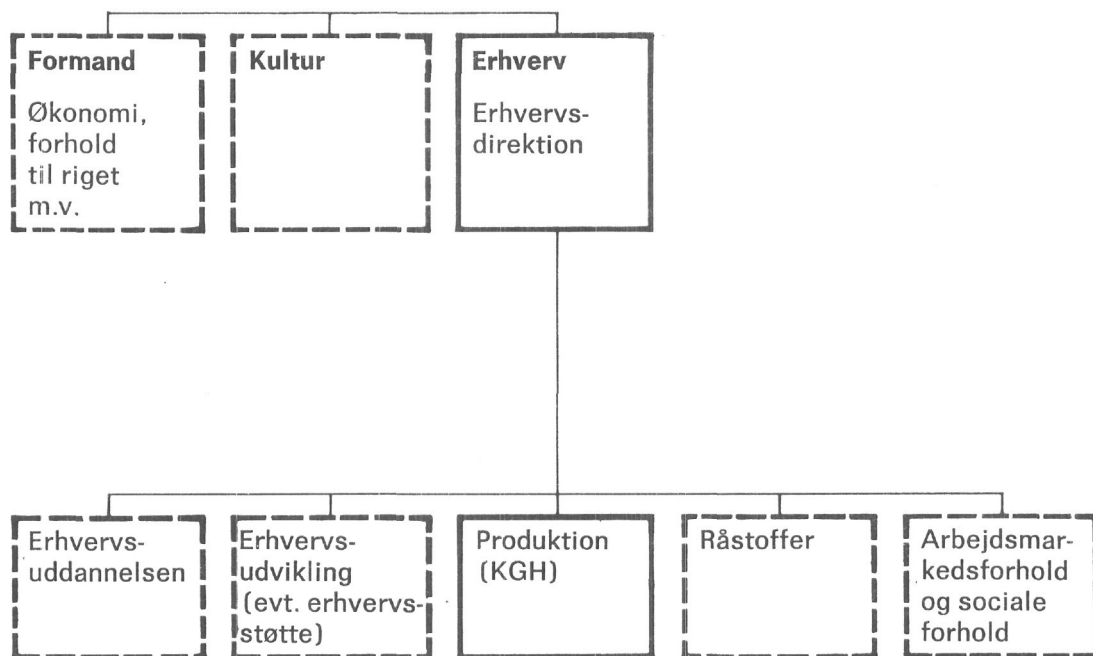 Formand
Økonomi,
forhold
til riget
m.v.
Kultur
Erhverv
Erhvervs-
direktion
Erhvervs-
uddannelsen
Erhvervs-
udvikling
(evt. erhvervs-
støtte)
Produktion
(KGH)
Råstoffer
Arbejdsmar-
kedsforhold
og sociale
forhold